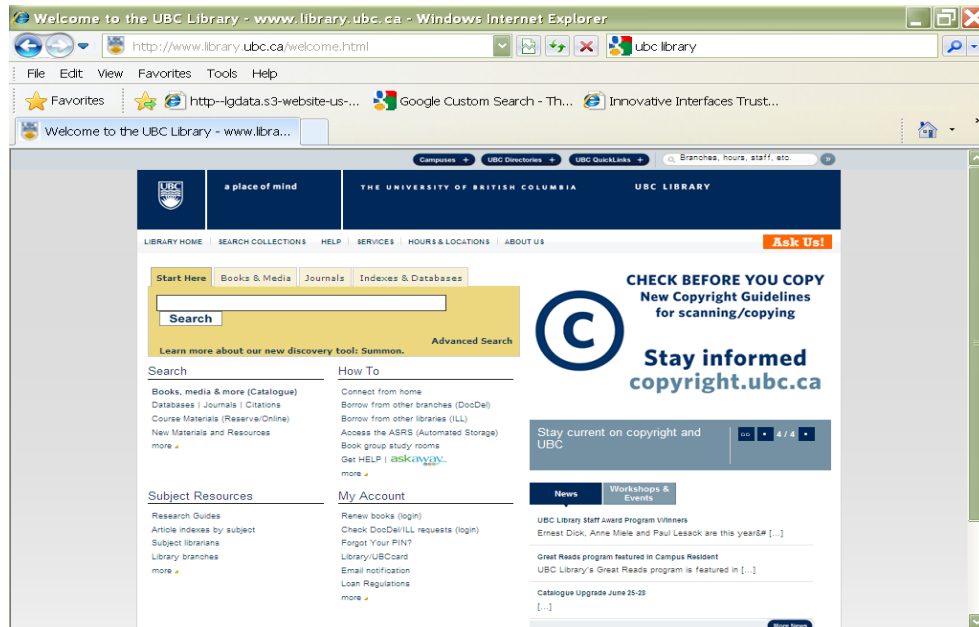 Welcome to the UBC Library - www.library.ubc.ca - Windows Internet Explorer
http://www.library.ubc.ca/welcome.html
ubc library
File Edit View Favorites Tools Help
Favorites http--lgdata.s3-website-us-... Google Custom Search - Th... Innovative Interfaces Trust...
Welcome to the UBC Library - www.libra...
Campuses + UBC Directories + UBC QuickLinks + Branches, hours, staff, etc. »
UBC a place of mind THE UNIVERSITY OF BRITISH COLUMBIA UBC LIBRARY
LIBRARY HOME | SEARCH COLLECTIONS HELP | SERVICES | HOURS & LOCATIONS | ABOUT US
Ask Us!
Start Here Books & Media Journals Indexes & Databases
Search
Advanced Search
Learn more about our new discovery tool: Summon.
CHECK BEFORE YOU COPY
New Copyright Guidelines
for scanning/copying
C
Stay informed
copyright.ubc.ca
Search
Books, media & more (Catalogue)
Databases | Journals | Citations
Course Materials (Reserve/Online)
New Materials and Resources
more
How To
Connect from home
Borrow from other branches (DocDel)
Borrow from other libraries (ILL)
Access the ASRS (Automated Storage)
Book group study rooms
Get HELP | askaway
more
Stay current on copyright and
UBC
4 / 4
Subject Resources
Research Guides
Article indexes by subject
Subject librarians
Library branches
more
My Account
Renew books (login)
Check DocDel/ILL requests (login)
Forgot Your PIN?
Library/UBCcard
Email notification
Loan Regulations
more
News
Workshops &
Events
UBC Library Staff Award Program Winners
Ernest Dick, Anne Miele and Paul Lesack are this year&# [...]
Great Reads program featured in Campus Resident
UBC Library's Great Reads program is featured in [...]
Catalogue Upgrade June 25-28
[...]
More News